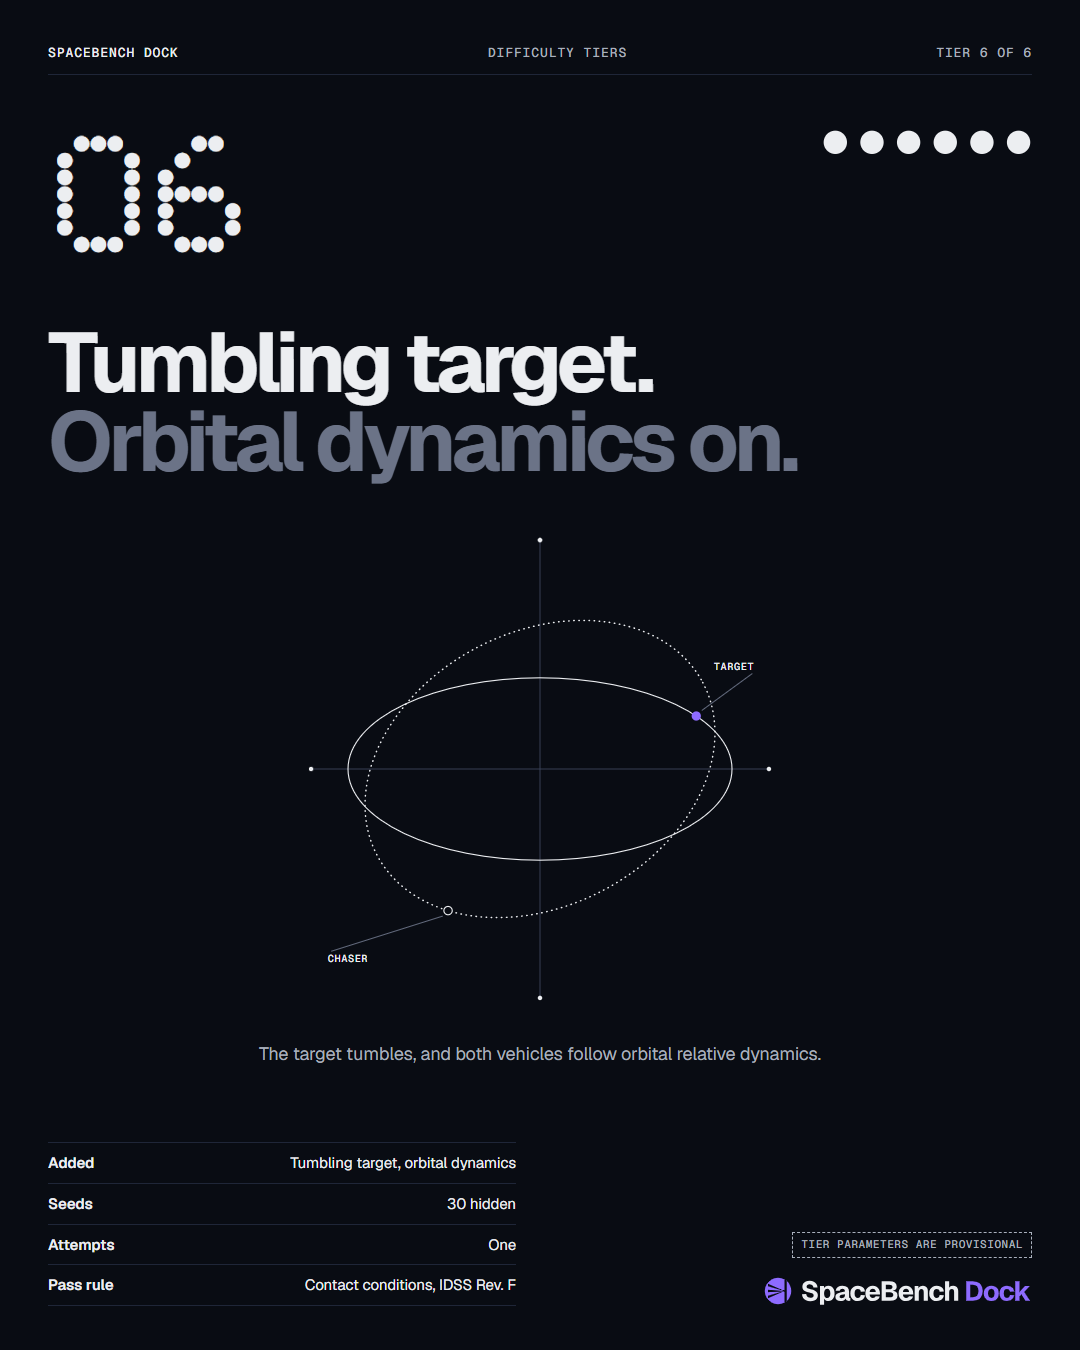 SPACEBENCH DOCK
DIFFICULTY TIERS
TIER 6 OF 6
06
Tumbling target.
Orbital dynamics on.
TARGET
CHASER
The target tumbles, and both vehicles follow orbital relative dynamics.
Added Tumbling target, orbital dynamics
Seeds 30 hidden
Attempts One
Pass rule Contact conditions, IDSS Rev. F
TIER PARAMETERS ARE PROVISIONAL
SpaceBench Dock